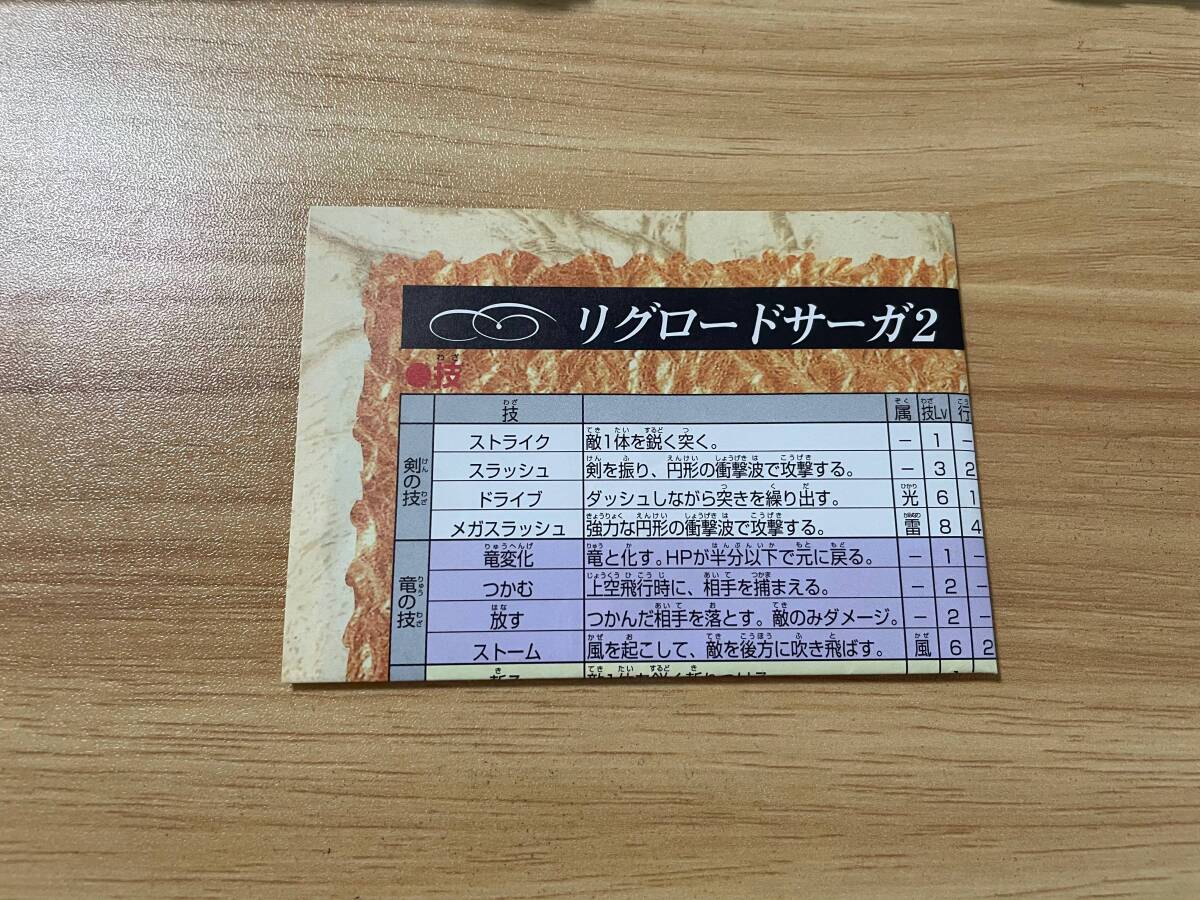 リグロードサーガ2
●技
技 属 技Lv 行
剣の技
ストライク 敵1体を鋭く突く。 － 1 －
スラッシュ 剣を振り、円形の衝撃波で攻撃する。 － 3 2
ドライブ ダッシュしながら突きを繰り出す。 光 6 1
メガスラッシュ 強力な円形の衝撃波で攻撃する。 雷 8 4
竜の技
竜変化 竜と化す。HPが半分以下で元に戻る。 － 1 －
つかむ 上空飛行時に、相手を捕まえる。 － 2 －
放す つかんだ相手を落とす。敵のみダメージ。 － 2 －
ストーム 風を起こして、敵を後方に吹き飛ばす。 風 6 2